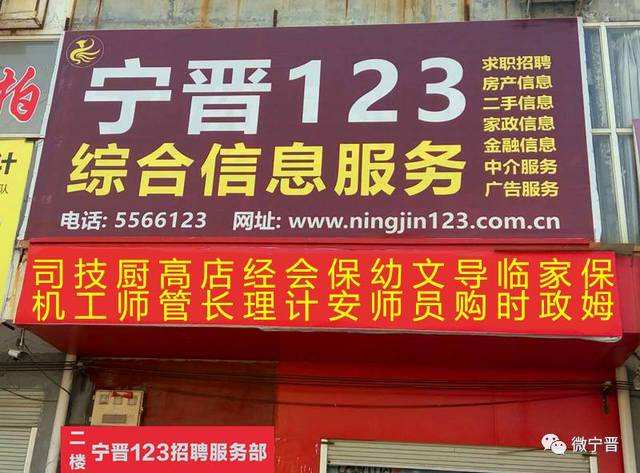 拍
计
宁晋123
综合信息服务
求职招聘
房产信息
二手信息
家政信息
金融信息
中介服务
广告服务
电话: 5566123 网址: www.ningjin123.com.cn
司机 技工 厨师 高管 店长 经理 会计 保安 幼师 文员 导购 临时 家政 保姆
二楼 宁晋123招聘服务部
微宁晋